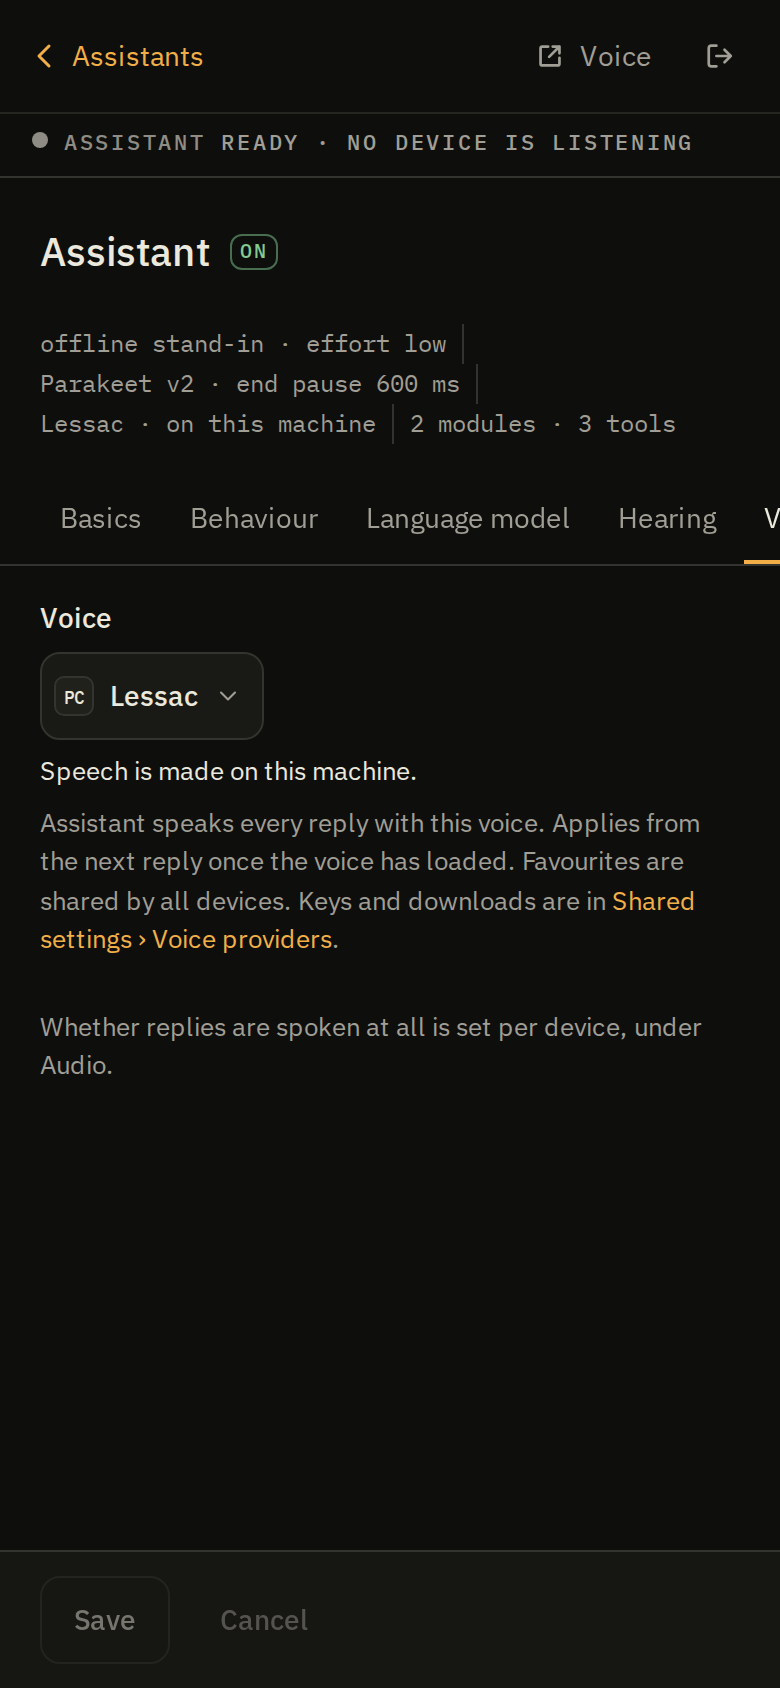 Assistants
Voice
ASSISTANT READY · NO DEVICE IS LISTENING
Assistant
ON
offline stand-in · effort low
Parakeet v2 · end pause 600 ms
Lessac · on this machine
2 modules · 3 tools
Basics
Behaviour
Language model
Hearing
V
Voice
PC
Lessac
Speech is made on this machine.
Assistant speaks every reply with this voice. Applies from
the next reply once the voice has loaded. Favourites are
shared by all devices. Keys and downloads are in Shared
settings › Voice providers.
Whether replies are spoken at all is set per device, under
Audio.
Save
Cancel